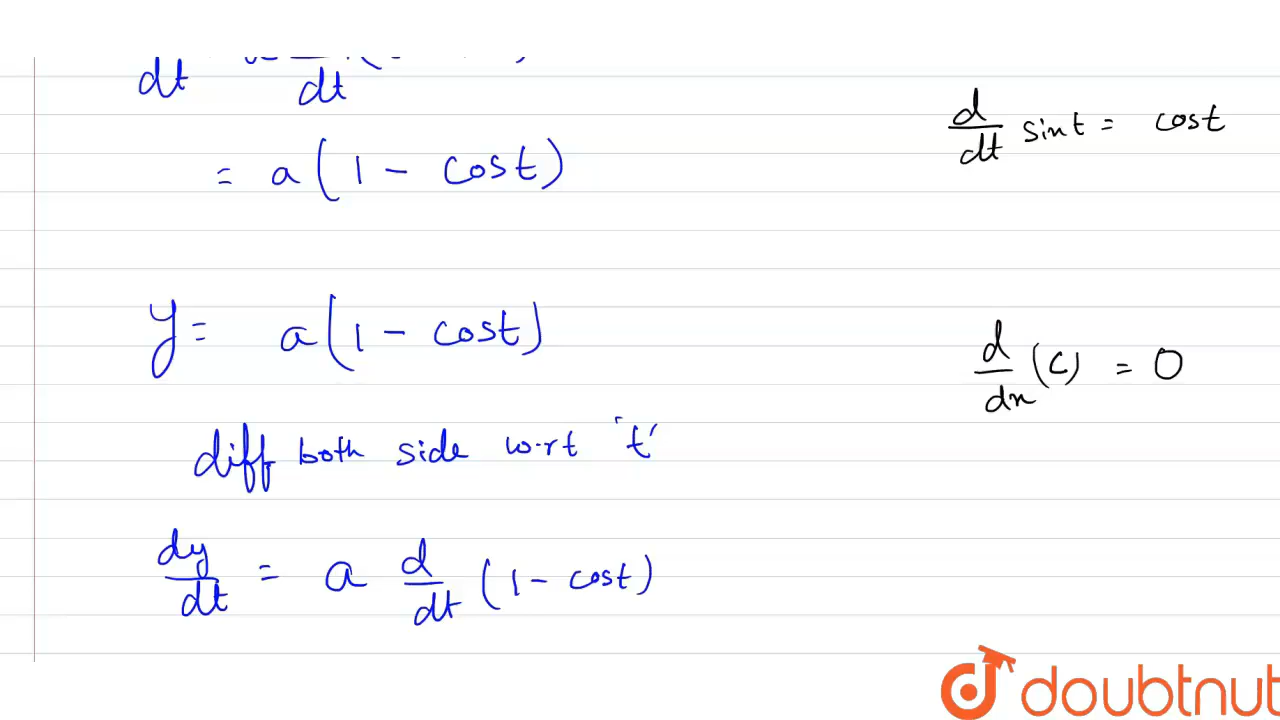 dt dt
= a(1 - cost)
y = a(1 - cost)
diff both side w.r.t 't'
dy/dt = a d/dt (1 - cost)
d/dt sint = cost
d/dx (c) = 0
doubtnut